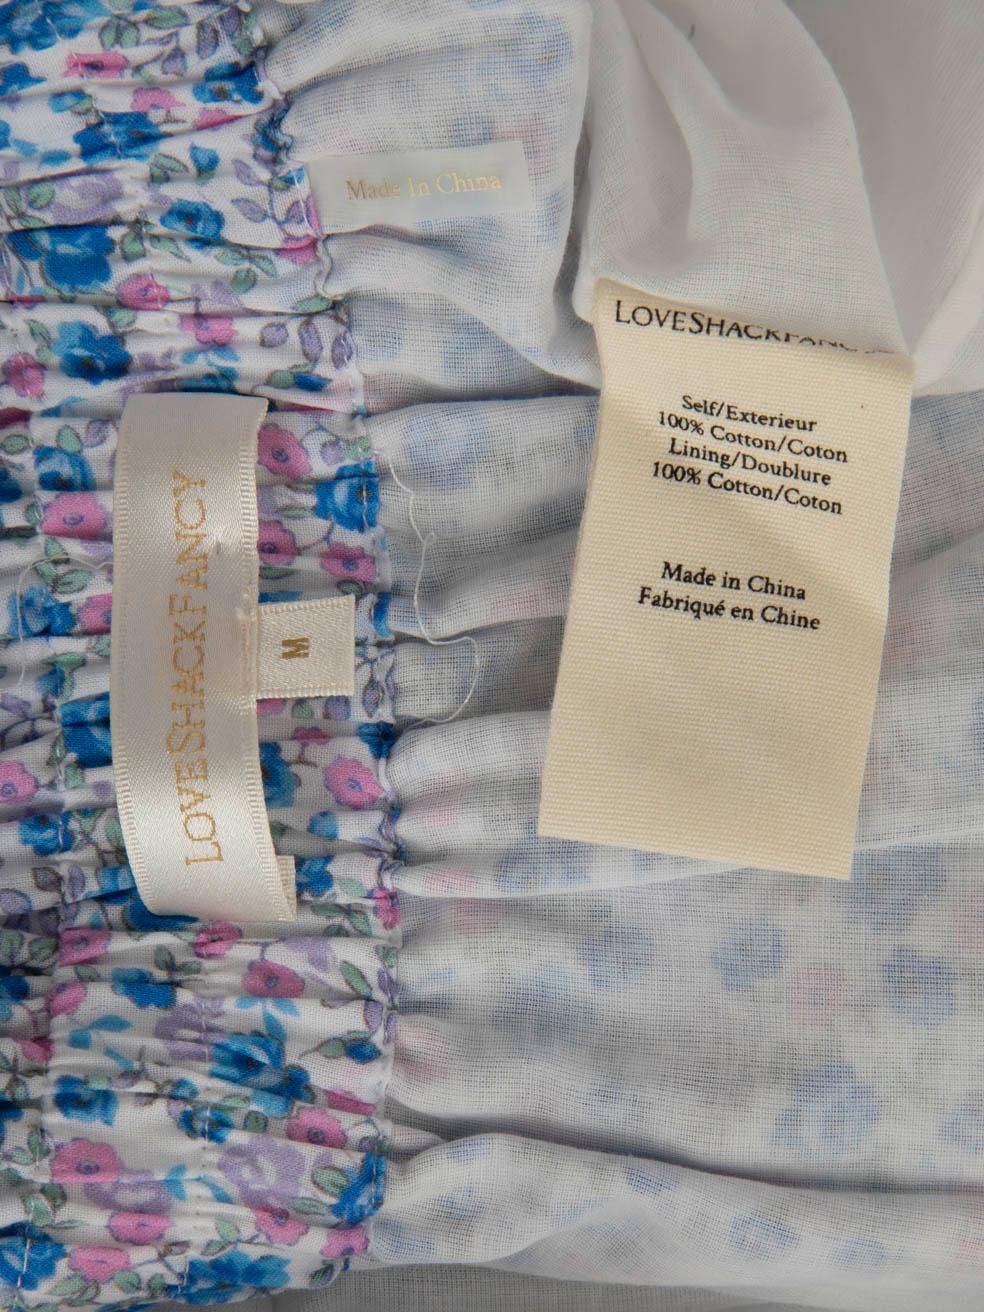 Made In China
LOVESHACKFANCY
M
LOVESHACKFANCY
Self/Exterieur
100% Cotton/Coton
Lining/Doublure
100% Cotton/Coton
Made in China
Fabriqué en Chine